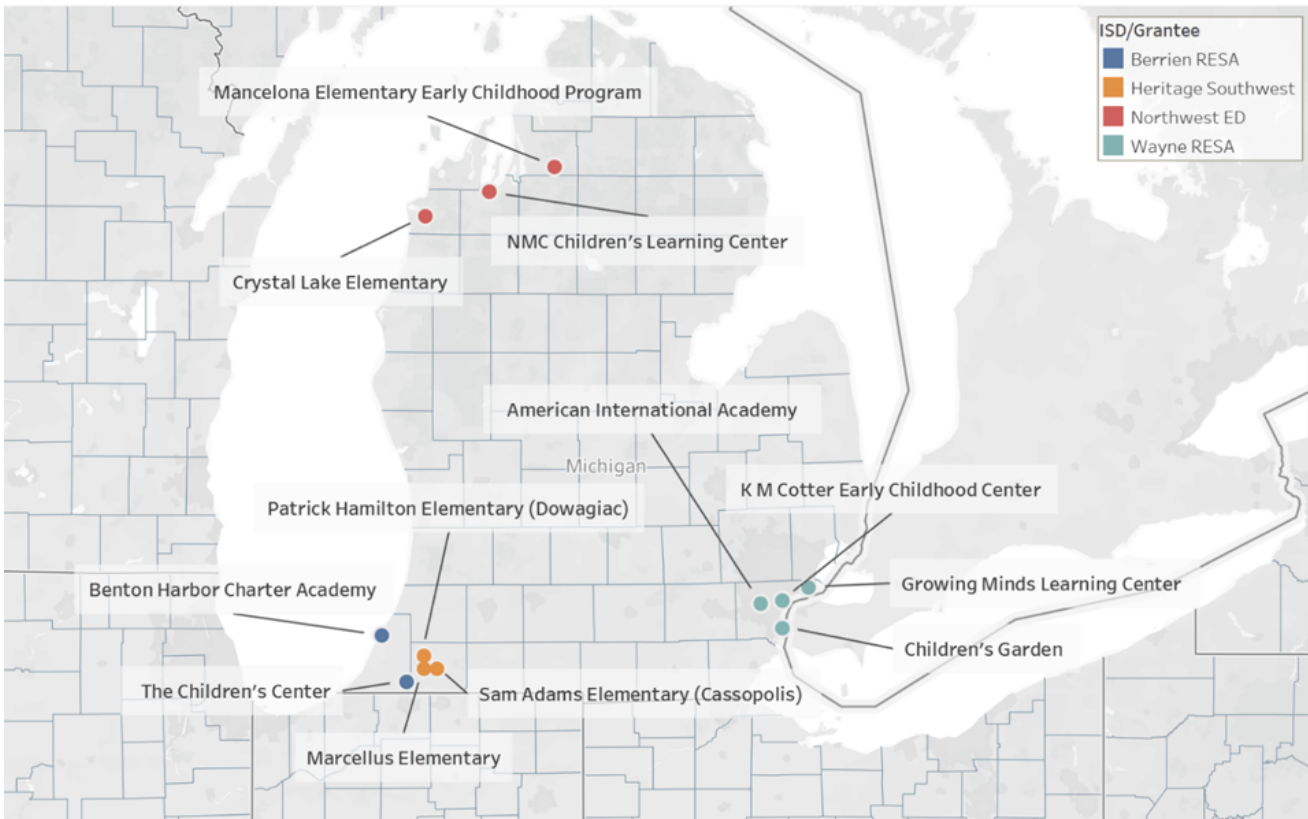 ISD/Grantee
Berrien RESA
Heritage Southwest
Northwest ED
Wayne RESA
Mancelona Elementary Early Childhood Program
NMC Children's Learning Center
Crystal Lake Elementary
American International Academy
Michigan
K M Cotter Early Childhood Center
Patrick Hamilton Elementary (Dowagiac)
Benton Harbor Charter Academy
Growing Minds Learning Center
Children's Garden
The Children's Center
Sam Adams Elementary (Cassopolis)
Marcellus Elementary